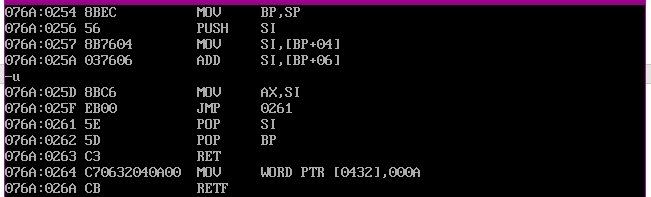 076A:0254 8BEC MOV BP,SP
076A:0256 56 PUSH SI
076A:0257 8B7604 MOV SI,[BP+04]
076A:025A 037606 ADD SI,[BP+06]
-u
076A:025D 8BC6 MOV AX,SI
076A:025F EB00 JMP 0261
076A:0261 5E POP SI
076A:0262 5D POP BP
076A:0263 C3 RET
076A:0264 C70632040A00 MOV WORD PTR [0432],000A
076A:026A CB RETF